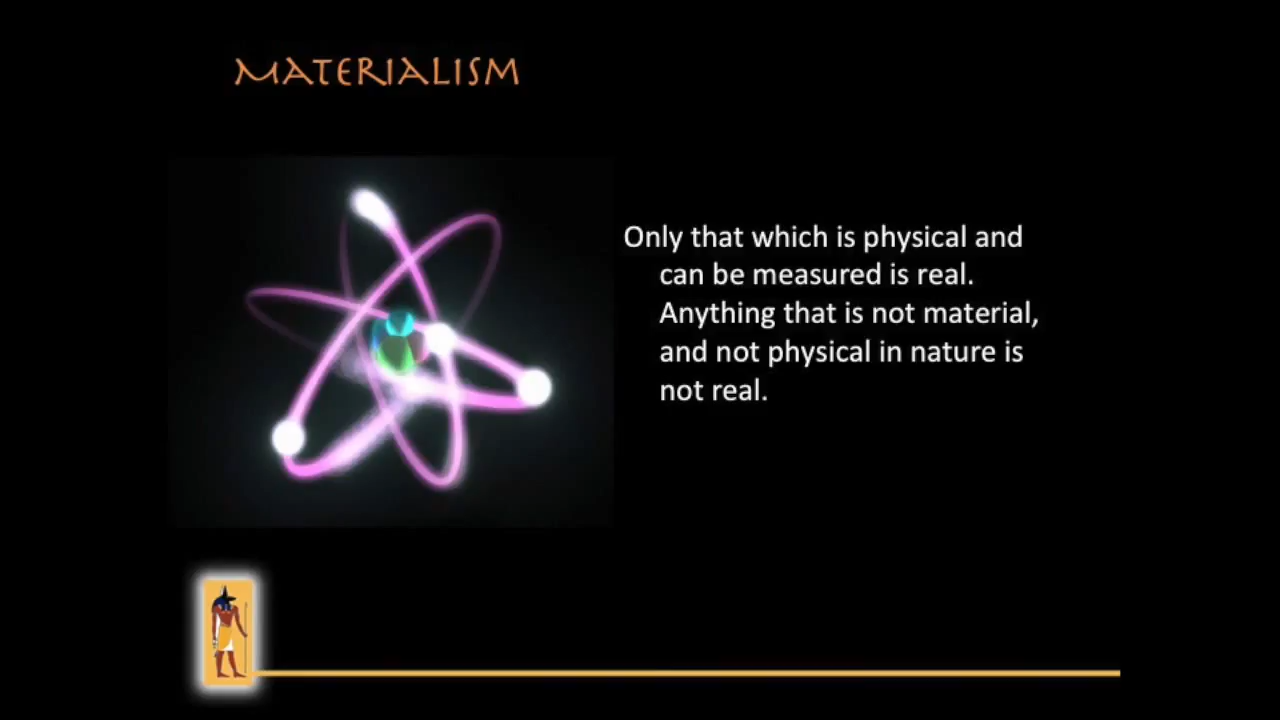 Materialism
Only that which is physical and
can be measured is real.
Anything that is not material,
and not physical in nature is
not real.